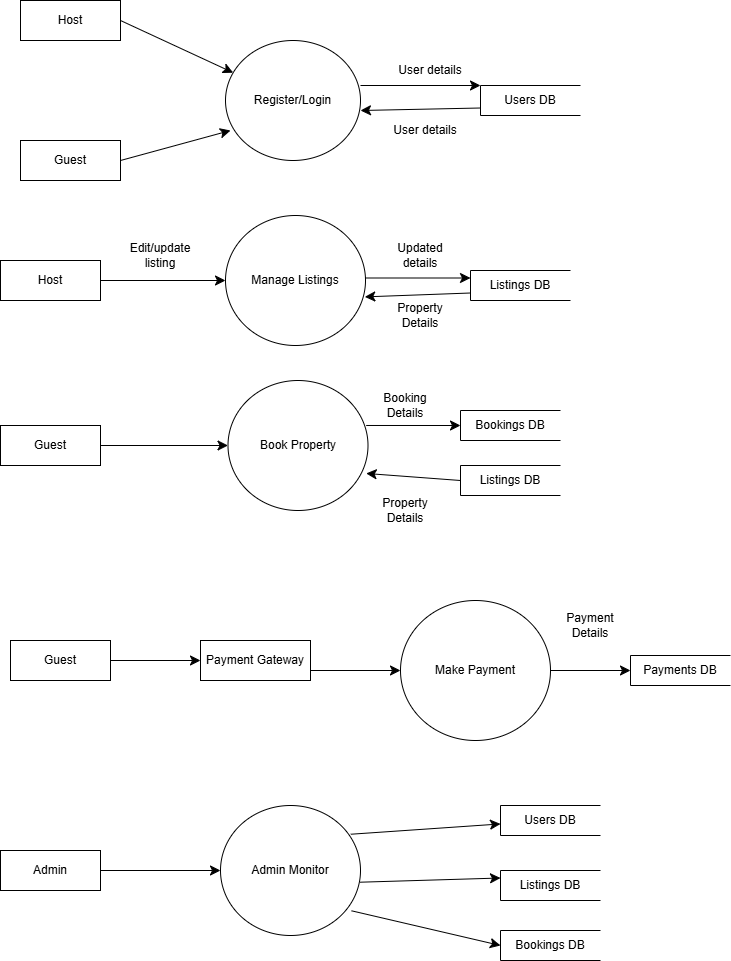 Host
User details
Register/Login
Users DB
User details
Guest
Edit/update
listing
Updated
details
Host
Manage Listings
Listings DB
Property
Details
Booking
Details
Guest
Book Property
Bookings DB
Listings DB
Property
Details
Payment
Details
Guest
Payment Gateway
Make Payment
Payments DB
Users DB
Admin
Admin Monitor
Listings DB
Bookings DB